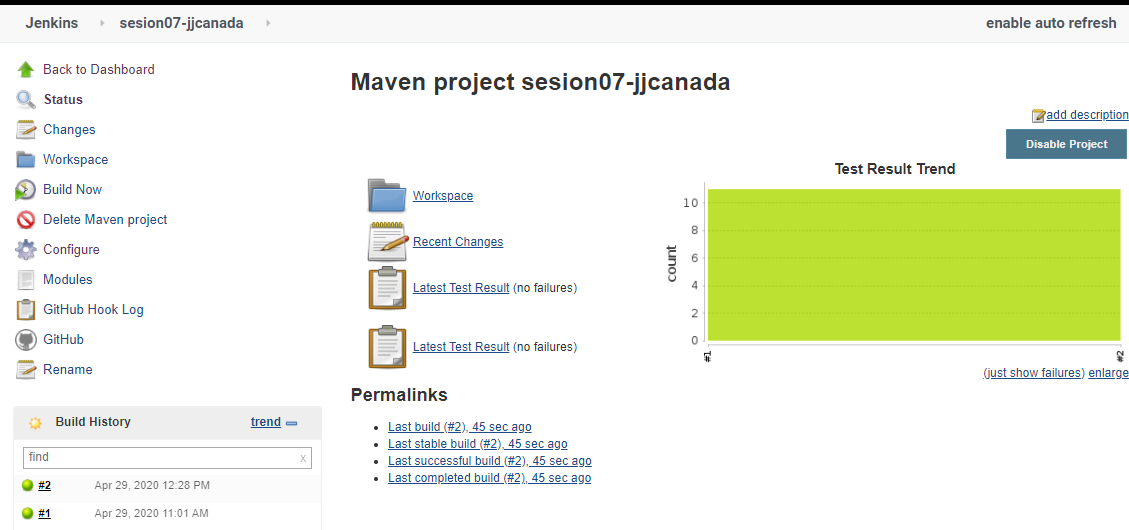 Jenkins
sesion07-jjcanada
enable auto refresh
Back to Dashboard
Status
Changes
Workspace
Build Now
Delete Maven project
Configure
Modules
GitHub Hook Log
GitHub
Rename
Build History
trend
find
x
#2 Apr 29, 2020 12:28 PM
#1 Apr 29, 2020 11:01 AM
Maven project sesion07-jjcanada
add description
Disable Project
Workspace
Recent Changes
Latest Test Result (no failures)
Latest Test Result (no failures)
Test Result Trend
count
10
8
6
4
2
0
#1
#2
(just show failures) enlarge
Permalinks
Last build (#2), 45 sec ago
Last stable build (#2), 45 sec ago
Last successful build (#2), 45 sec ago
Last completed build (#2), 45 sec ago